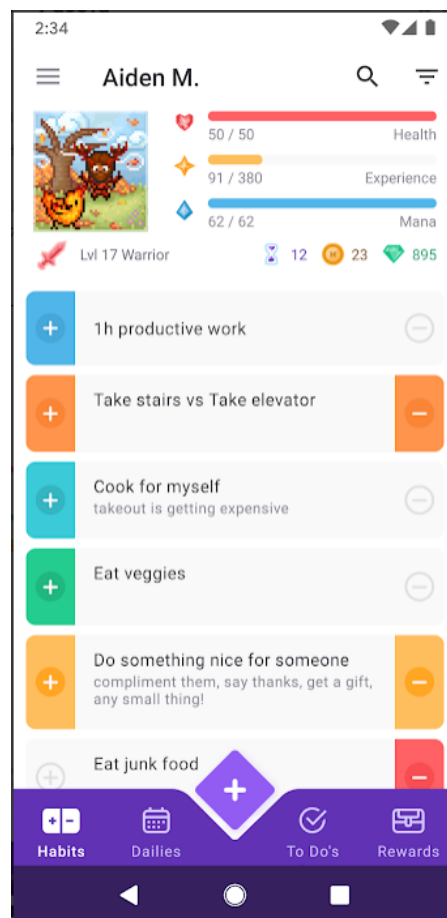 2:34
Aiden M.
50 / 50 Health
91 / 380 Experience
62 / 62 Mana
Lvl 17 Warrior 12 23 895
1h productive work
Take stairs vs Take elevator
Cook for myself
takeout is getting expensive
Eat veggies
Do something nice for someone
compliment them, say thanks, get a gift,
any small thing!
Eat junk food
Habits Dailies To Do's Rewards